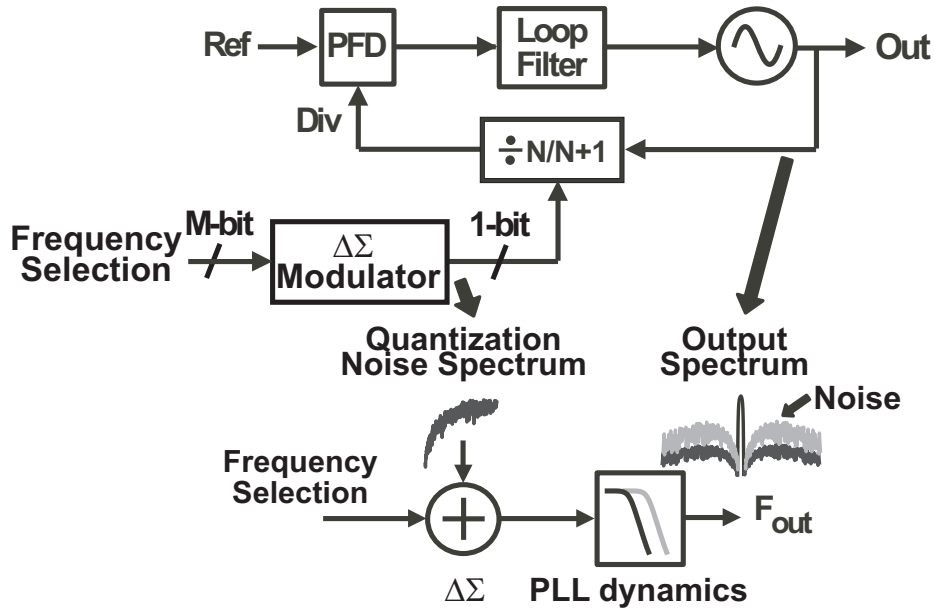 Ref
PFD
Loop
Filter
Out
Div
÷ N/N+1
M-bit
1-bit
Frequency
Selection
ΔΣ
Modulator
Quantization
Noise Spectrum
Output
Spectrum
Noise
Frequency
Selection
+
Fout
ΔΣ
PLL dynamics